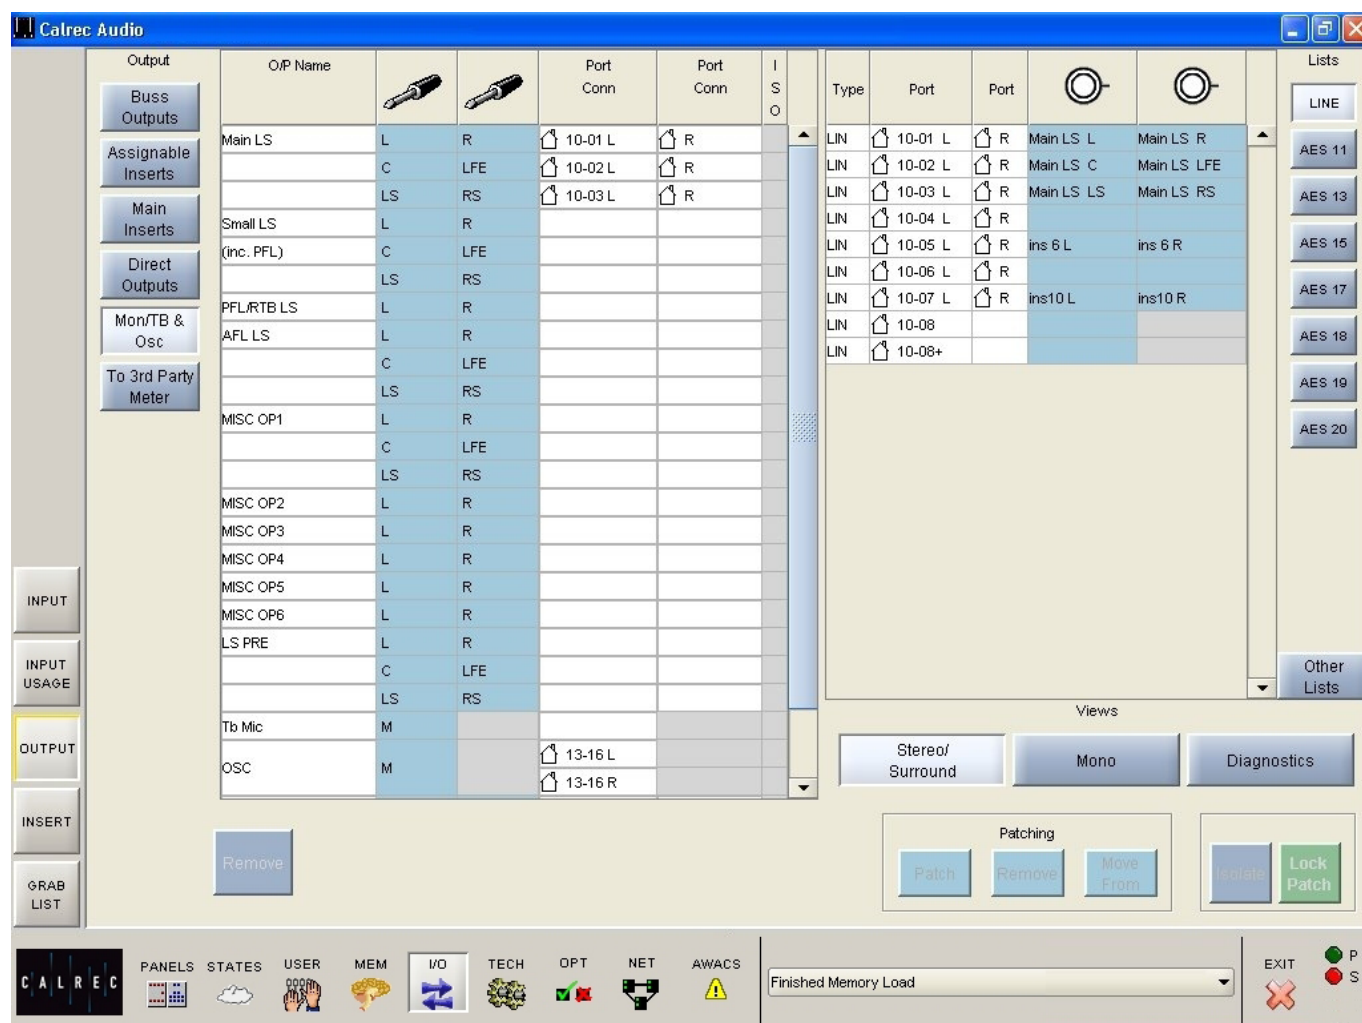 Calrec Audio
Output
Buss
Outputs
Assignable
Inserts
Main
Inserts
Direct
Outputs
Mon/TB &
Osc
To 3rd Party
Meter
INPUT
INPUT
USAGE
OUTPUT
INSERT
GRAB
LIST
O/P Name Port Conn Port Conn I S O
Main LS L R 10-01 L R
C LFE 10-02 L R
LS RS 10-03 L R
Small LS L R
(inc. PFL) C LFE
LS RS
PFL/RTB LS L R
AFL LS L R
C LFE
LS RS
MISC OP1 L R
C LFE
LS RS
MISC OP2 L R
MISC OP3 L R
MISC OP4 L R
MISC OP5 L R
MISC OP6 L R
LS PRE L R
C LFE
LS RS
Tb Mic M
OSC M 13-16 L
13-16 R
Remove
Type Port Port
LIN 10-01 L R Main LS L Main LS R
LIN 10-02 L R Main LS C Main LS LFE
LIN 10-03 L R Main LS LS Main LS RS
LIN 10-04 L R
LIN 10-05 L R ins 6 L ins 6 R
LIN 10-06 L R
LIN 10-07 L R ins10 L ins10 R
LIN 10-08
LIN 10-08+
Lists
LINE
AES 11
AES 13
AES 15
AES 17
AES 18
AES 19
AES 20
Other
Lists
Views
Stereo/
Surround
Mono
Diagnostics
Patching
Patch
Remove
Move
From
Isolate
Lock
Patch
CALREC
PANELS STATES USER MEM I/O TECH OPT NET AWACS
Finished Memory Load
EXIT
P
S